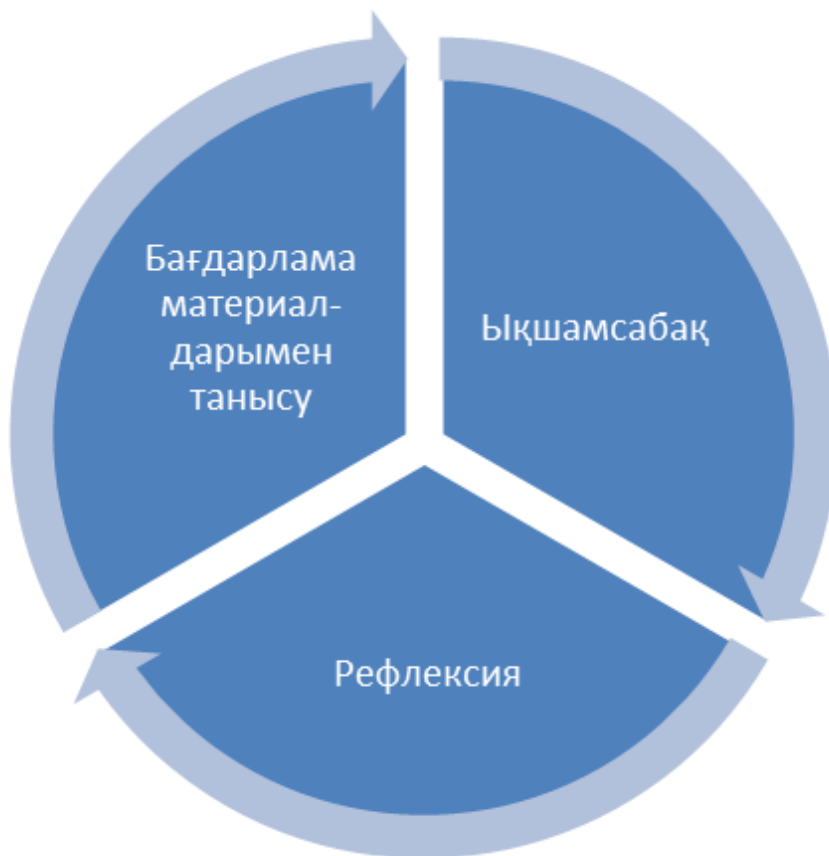 Бағдарлама
материал-
дарымен
танысу
Ықшамсабақ
Рефлексия